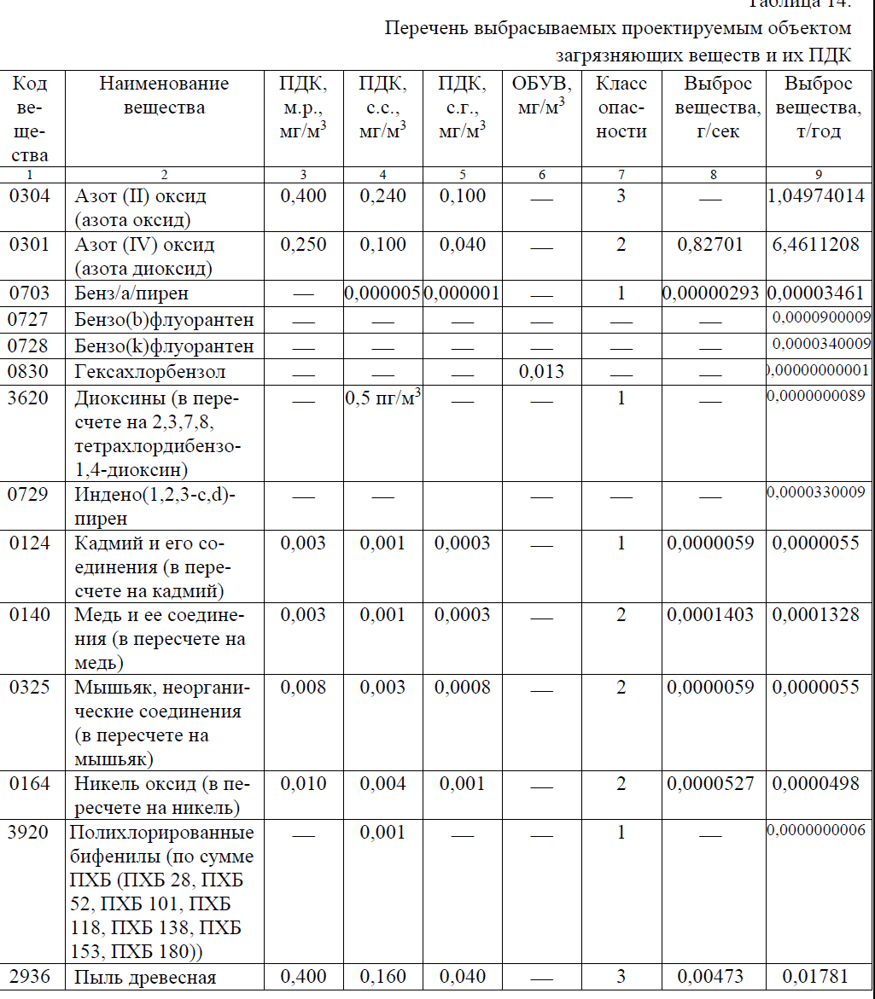 Таблица 14.
Перечень выбрасываемых проектируемым объектом
загрязняющих веществ и их ПДК
Код ве- ще- ства | Наименование вещества | ПДК, м.р., мг/м³ | ПДК, с.с., мг/м³ | ПДК, с.г., мг/м³ | ОБУВ, мг/м³ | Класс опас- ности | Выброс вещества, г/сек | Выброс вещества, т/год
1 2 3 4 5 6 7 8 9
0304 Азот (II) оксид 0,400 0,240 0,100 — 3 — 1,04974014
(азота оксид)
0301 Азот (IV) оксид 0,250 0,100 0,040 — 2 0,82701 6,4611208
(азота диоксид)
0703 Бенз/а/пирен — 0,000005 0,000001 — 1 0,00000293 0,00003461
0727 Бензо(b)флуорантен — — — — — — 0,0000900009
0728 Бензо(k)флуорантен — — — — — — 0,0000340009
0830 Гексахлорбензол — — — 0,013 — — 0,00000000001
3620 Диоксины (в пере- — 0,5 пг/м³ — — 1 — 0,0000000089
счете на 2,3,7,8,
тетрахлордибензо-
1,4-диоксин)
0729 Индено(1,2,3-c,d)- — — — — — 0,0000330009
пирен
0124 Кадмий и его со- 0,003 0,001 0,0003 — 1 0,0000059 0,0000055
единения (в пере-
счете на кадмий)
0140 Медь и ее соедине- 0,003 0,001 0,0003 — 2 0,0001403 0,0001328
ния (в пересчете на
медь)
0325 Мышьяк, неоргани- 0,008 0,003 0,0008 — 2 0,0000059 0,0000055
ческие соединения
(в пересчете на
мышьяк)
0164 Никель оксид (в пе- 0,010 0,004 0,001 — 2 0,0000527 0,0000498
ресчете на никель)
3920 Полихлорированные — 0,001 — — 1 — 0,0000000006
бифенилы (по сумме
ПХБ (ПХБ 28, ПХБ
52, ПХБ 101, ПХБ
118, ПХБ 138, ПХБ
153, ПХБ 180))
2936 Пыль древесная 0,400 0,160 0,040 — 3 0,00473 0,01781